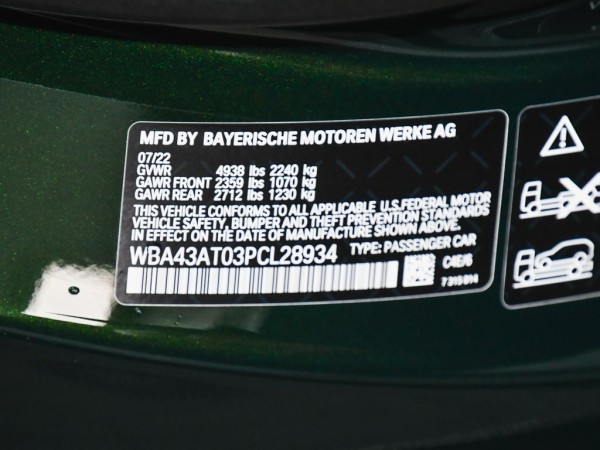 MFD BY BAYERISCHE MOTOREN WERKE AG
07/22
GVWR 4938 lbs 2240 kg
GAWR FRONT 2359 lbs 1070 kg
GAWR REAR 2712 lbs 1230 kg
THIS VEHICLE CONFORMS TO ALL APPLICABLE U.S.FEDERAL MOTOR
VEHICLE SAFETY, BUMPER AND THEFT PREVENTION STANDARDS
IN EFFECT ON THE DATE OF MANUFACTURE SHOWN ABOVE.
WBA43AT03PCL28934 TYPE: PASSENGER CAR
C4E/6
7319814